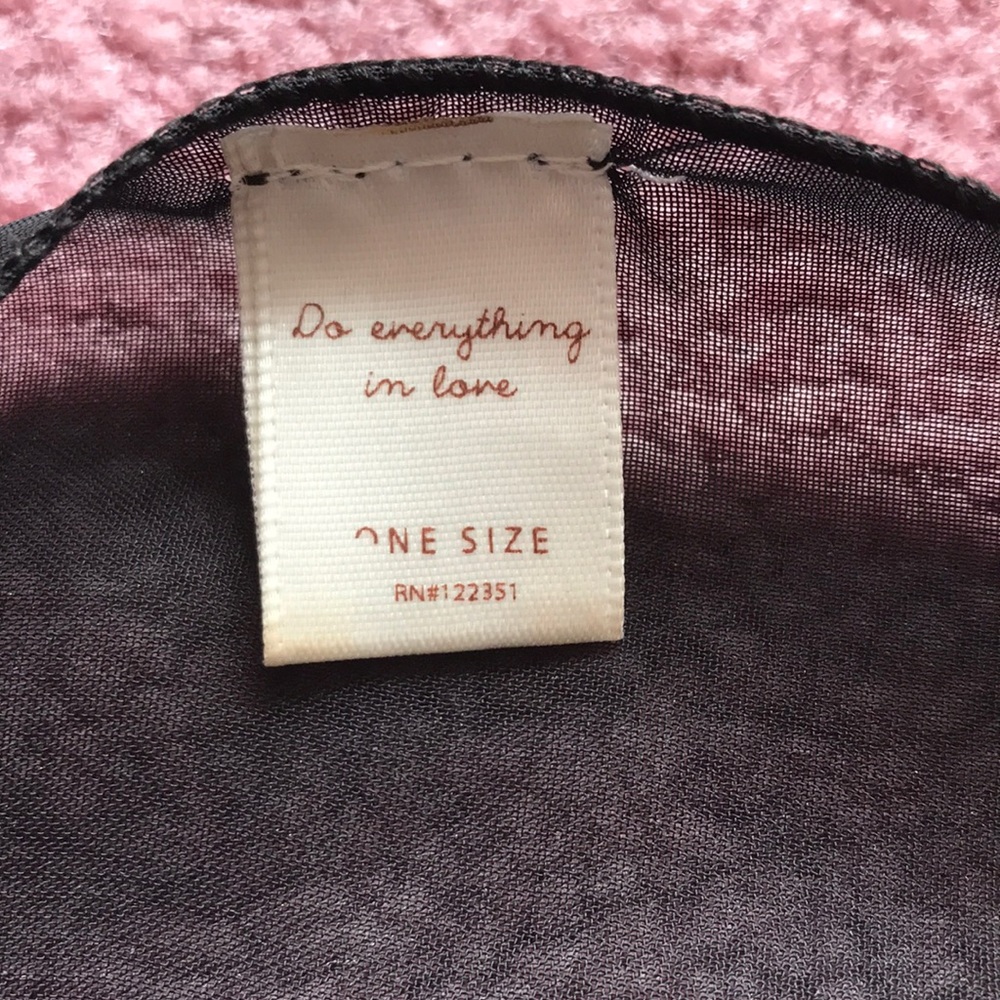 Do everything
in love
ONE SIZE
RN#122351